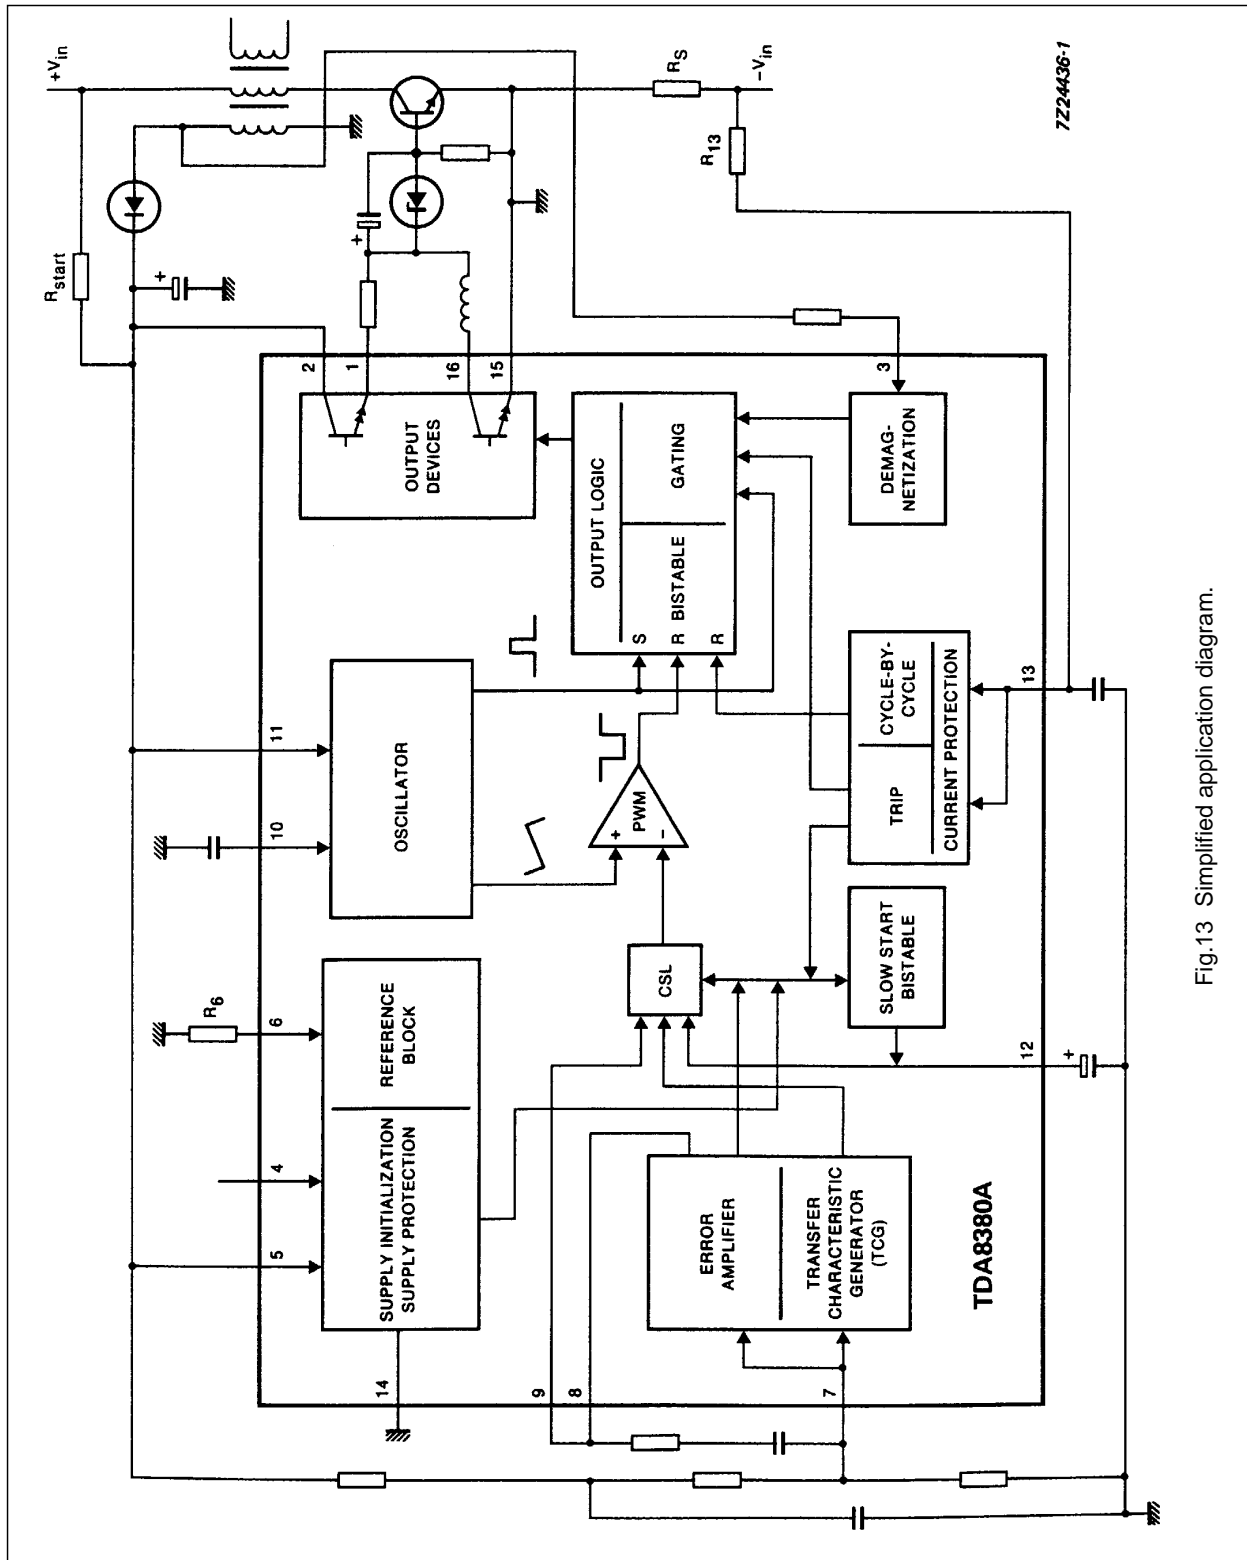 +Vin
Rstart
RS
−Vin
R13
7Z24436-1
2
1
16
15
3
+
+
OUTPUT
DEVICES
OUTPUT LOGIC
GATING
BISTABLE
S
R
R
DEMAG-
NETIZATION
11
10
OSCILLATOR
PWM
+
−
CYCLE-BY-
CYCLE
TRIP
CURRENT PROTECTION
13
R6
6
4
5
REFERENCE
BLOCK
SUPPLY INITIALIZATION
SUPPLY PROTECTION
14
CSL
SLOW START
BISTABLE
12
+
9
8
7
ERROR
AMPLIFIER
TRANSFER
CHARACTERISTIC
GENERATOR
(TCG)
TDA8380A
Fig.13 Simplified application diagram.